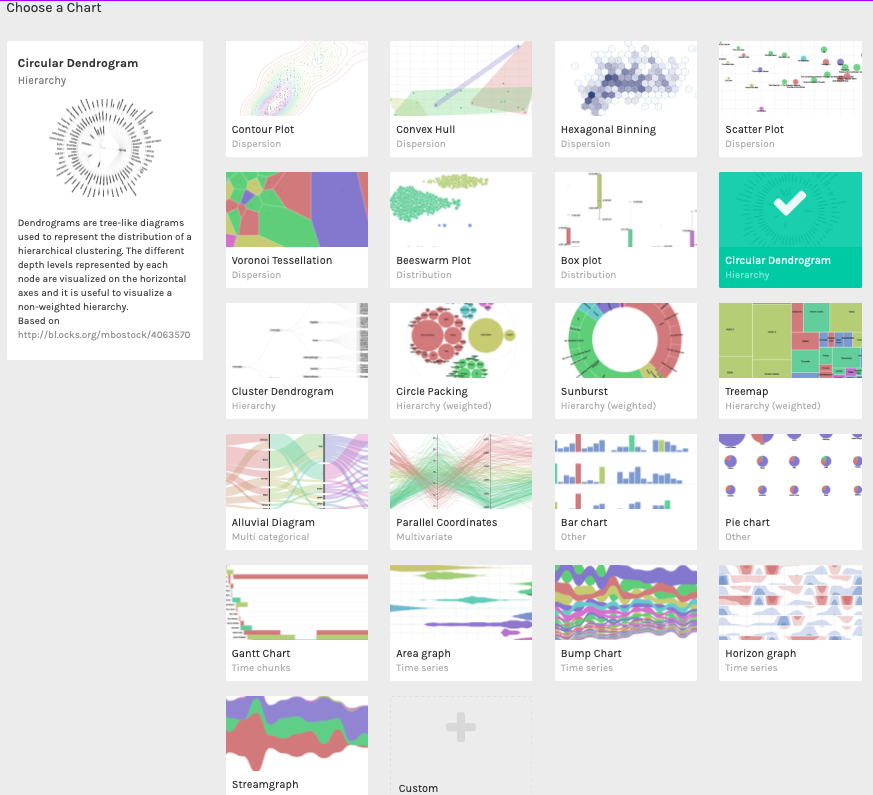 Choose a Chart
Circular Dendrogram
Hierarchy
Dendrograms are tree-like diagrams
used to represent the distribution of a
hierarchical clustering. The different
depth levels represented by each
node are visualized on the horizontal
axes and it is useful to visualize a
non-weighted hierarchy.
Based on
http://bl.ocks.org/mbostock/4063570
Contour Plot
Dispersion
Convex Hull
Dispersion
Hexagonal Binning
Dispersion
Scatter Plot
Dispersion
Voronoi Tessellation
Dispersion
Beeswarm Plot
Distribution
Box plot
Distribution
Circular Dendrogram
Hierarchy
Cluster Dendrogram
Hierarchy
Circle Packing
Hierarchy (weighted)
Sunburst
Hierarchy (weighted)
Treemap
Hierarchy (weighted)
Alluvial Diagram
Multi categorical
Parallel Coordinates
Multivariate
Bar chart
Other
Pie chart
Other
Gantt Chart
Time chunks
Area graph
Time series
Bump Chart
Time series
Horizon graph
Time series
Streamgraph
Custom